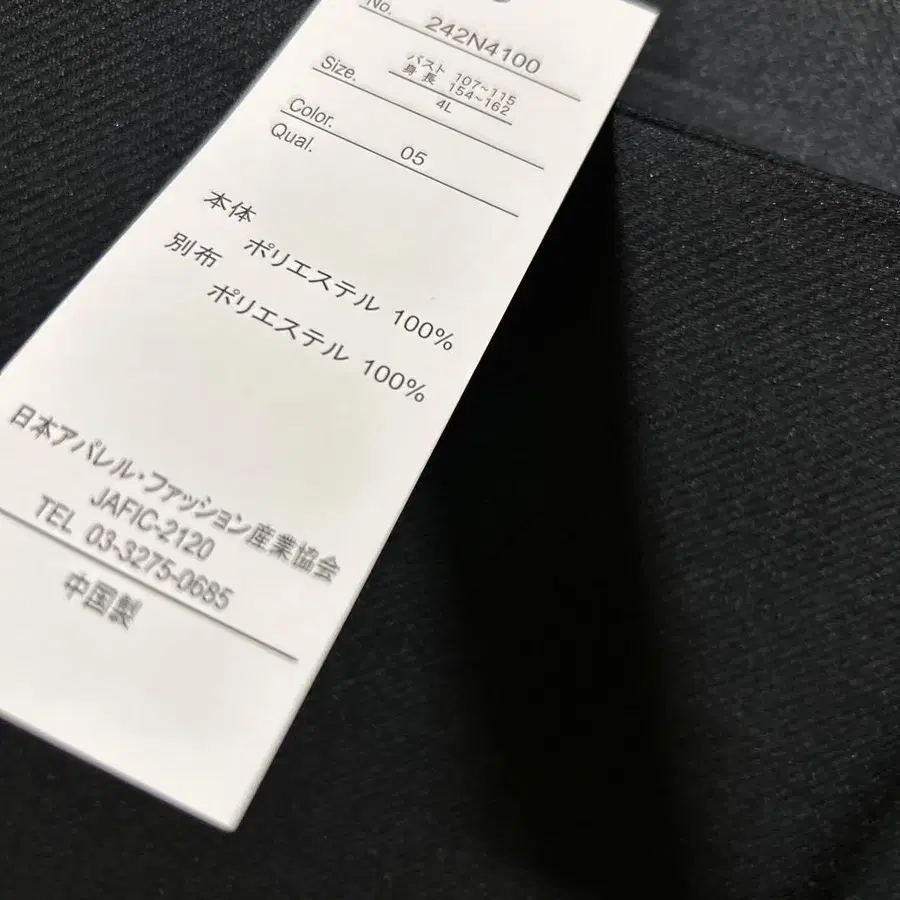 No. 242N4100
Size. バスト 107~115
身長 154~162
4L
Color. 05
Qual.
本体
ポリエステル 100%
別布
ポリエステル 100%
日本アパレル・ファッション産業協会
JAFIC-2120
TEL 03-3275-0685
中国製